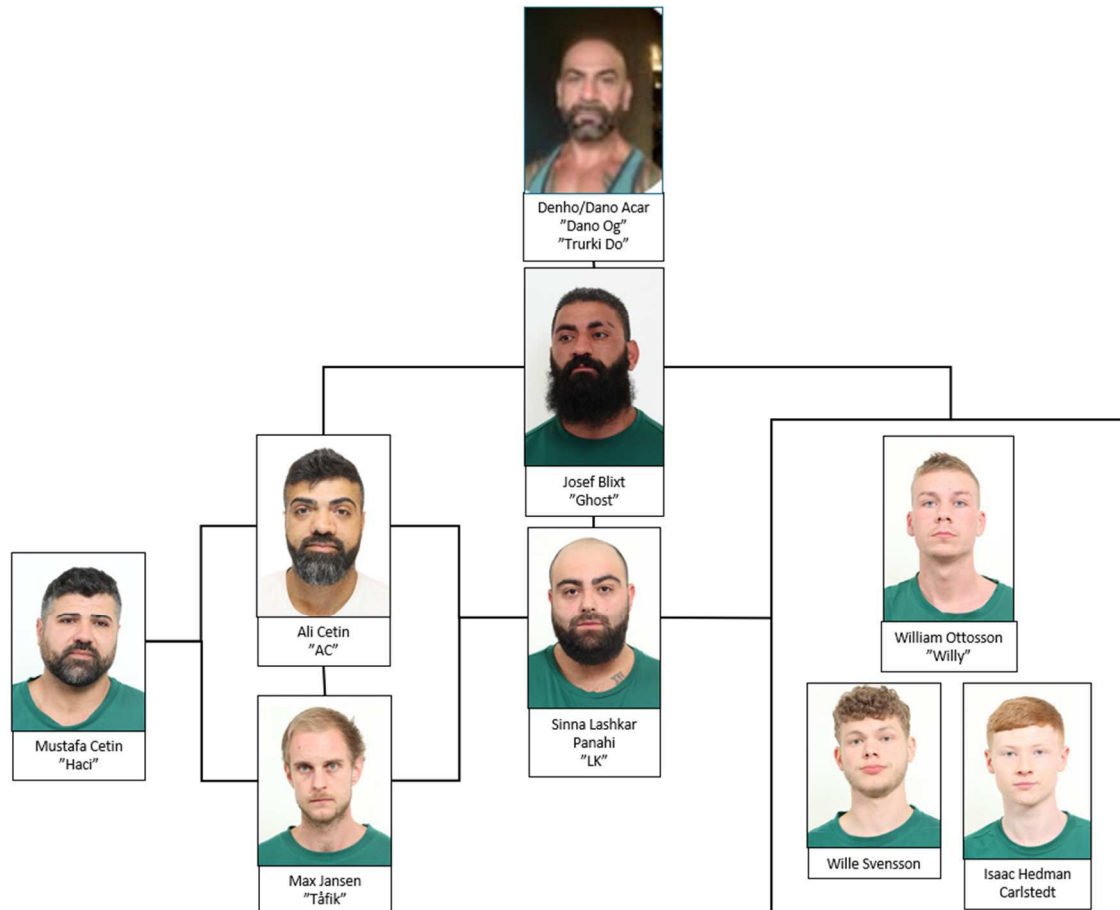 Denho/Dano Acar
”Dano Og”
”Trurki Do”
Josef Blixt
”Ghost”
Ali Cetin
”AC”
William Ottosson
”Willy”
Mustafa Cetin
”Haci”
Sinna Lashkar
Panahi
”LK”
Max Jansen
”Tåfik”
Wille Svensson
Isaac Hedman
Carlstedt